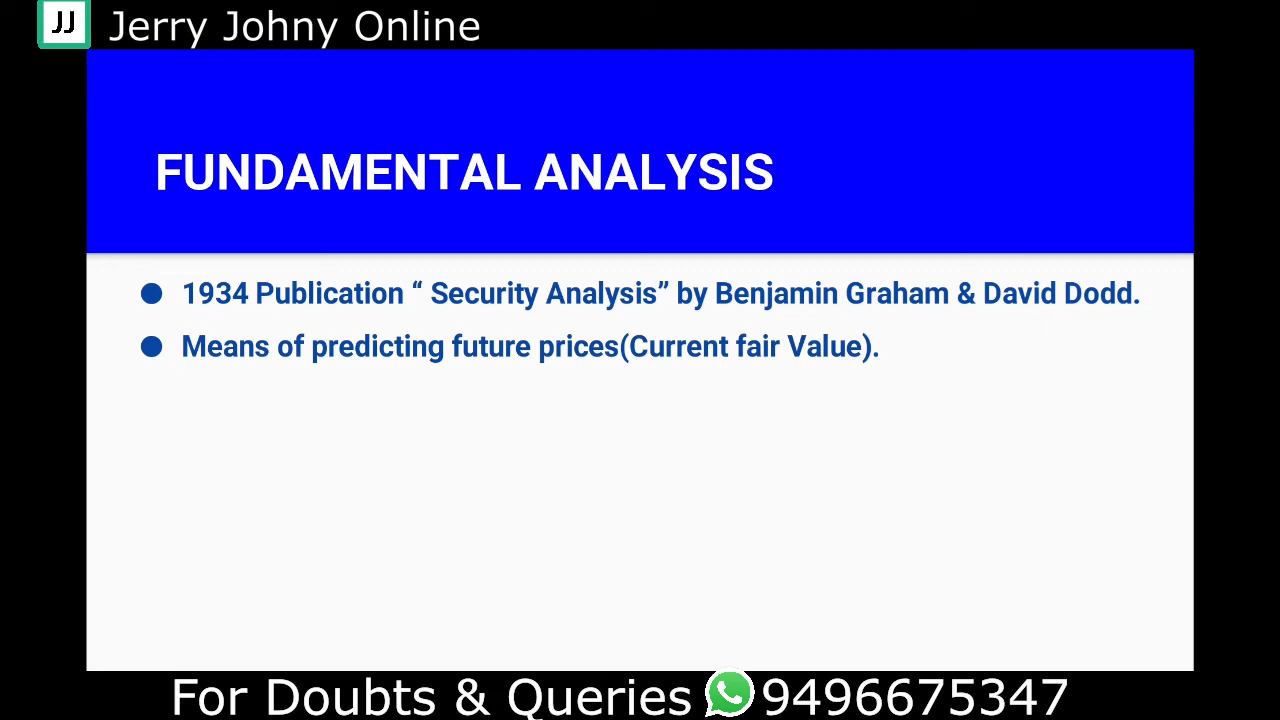 JJ Jerry Johny Online
FUNDAMENTAL ANALYSIS
● 1934 Publication “ Security Analysis” by Benjamin Graham & David Dodd.
● Means of predicting future prices(Current fair Value).
For Doubts & Queries 9496675347